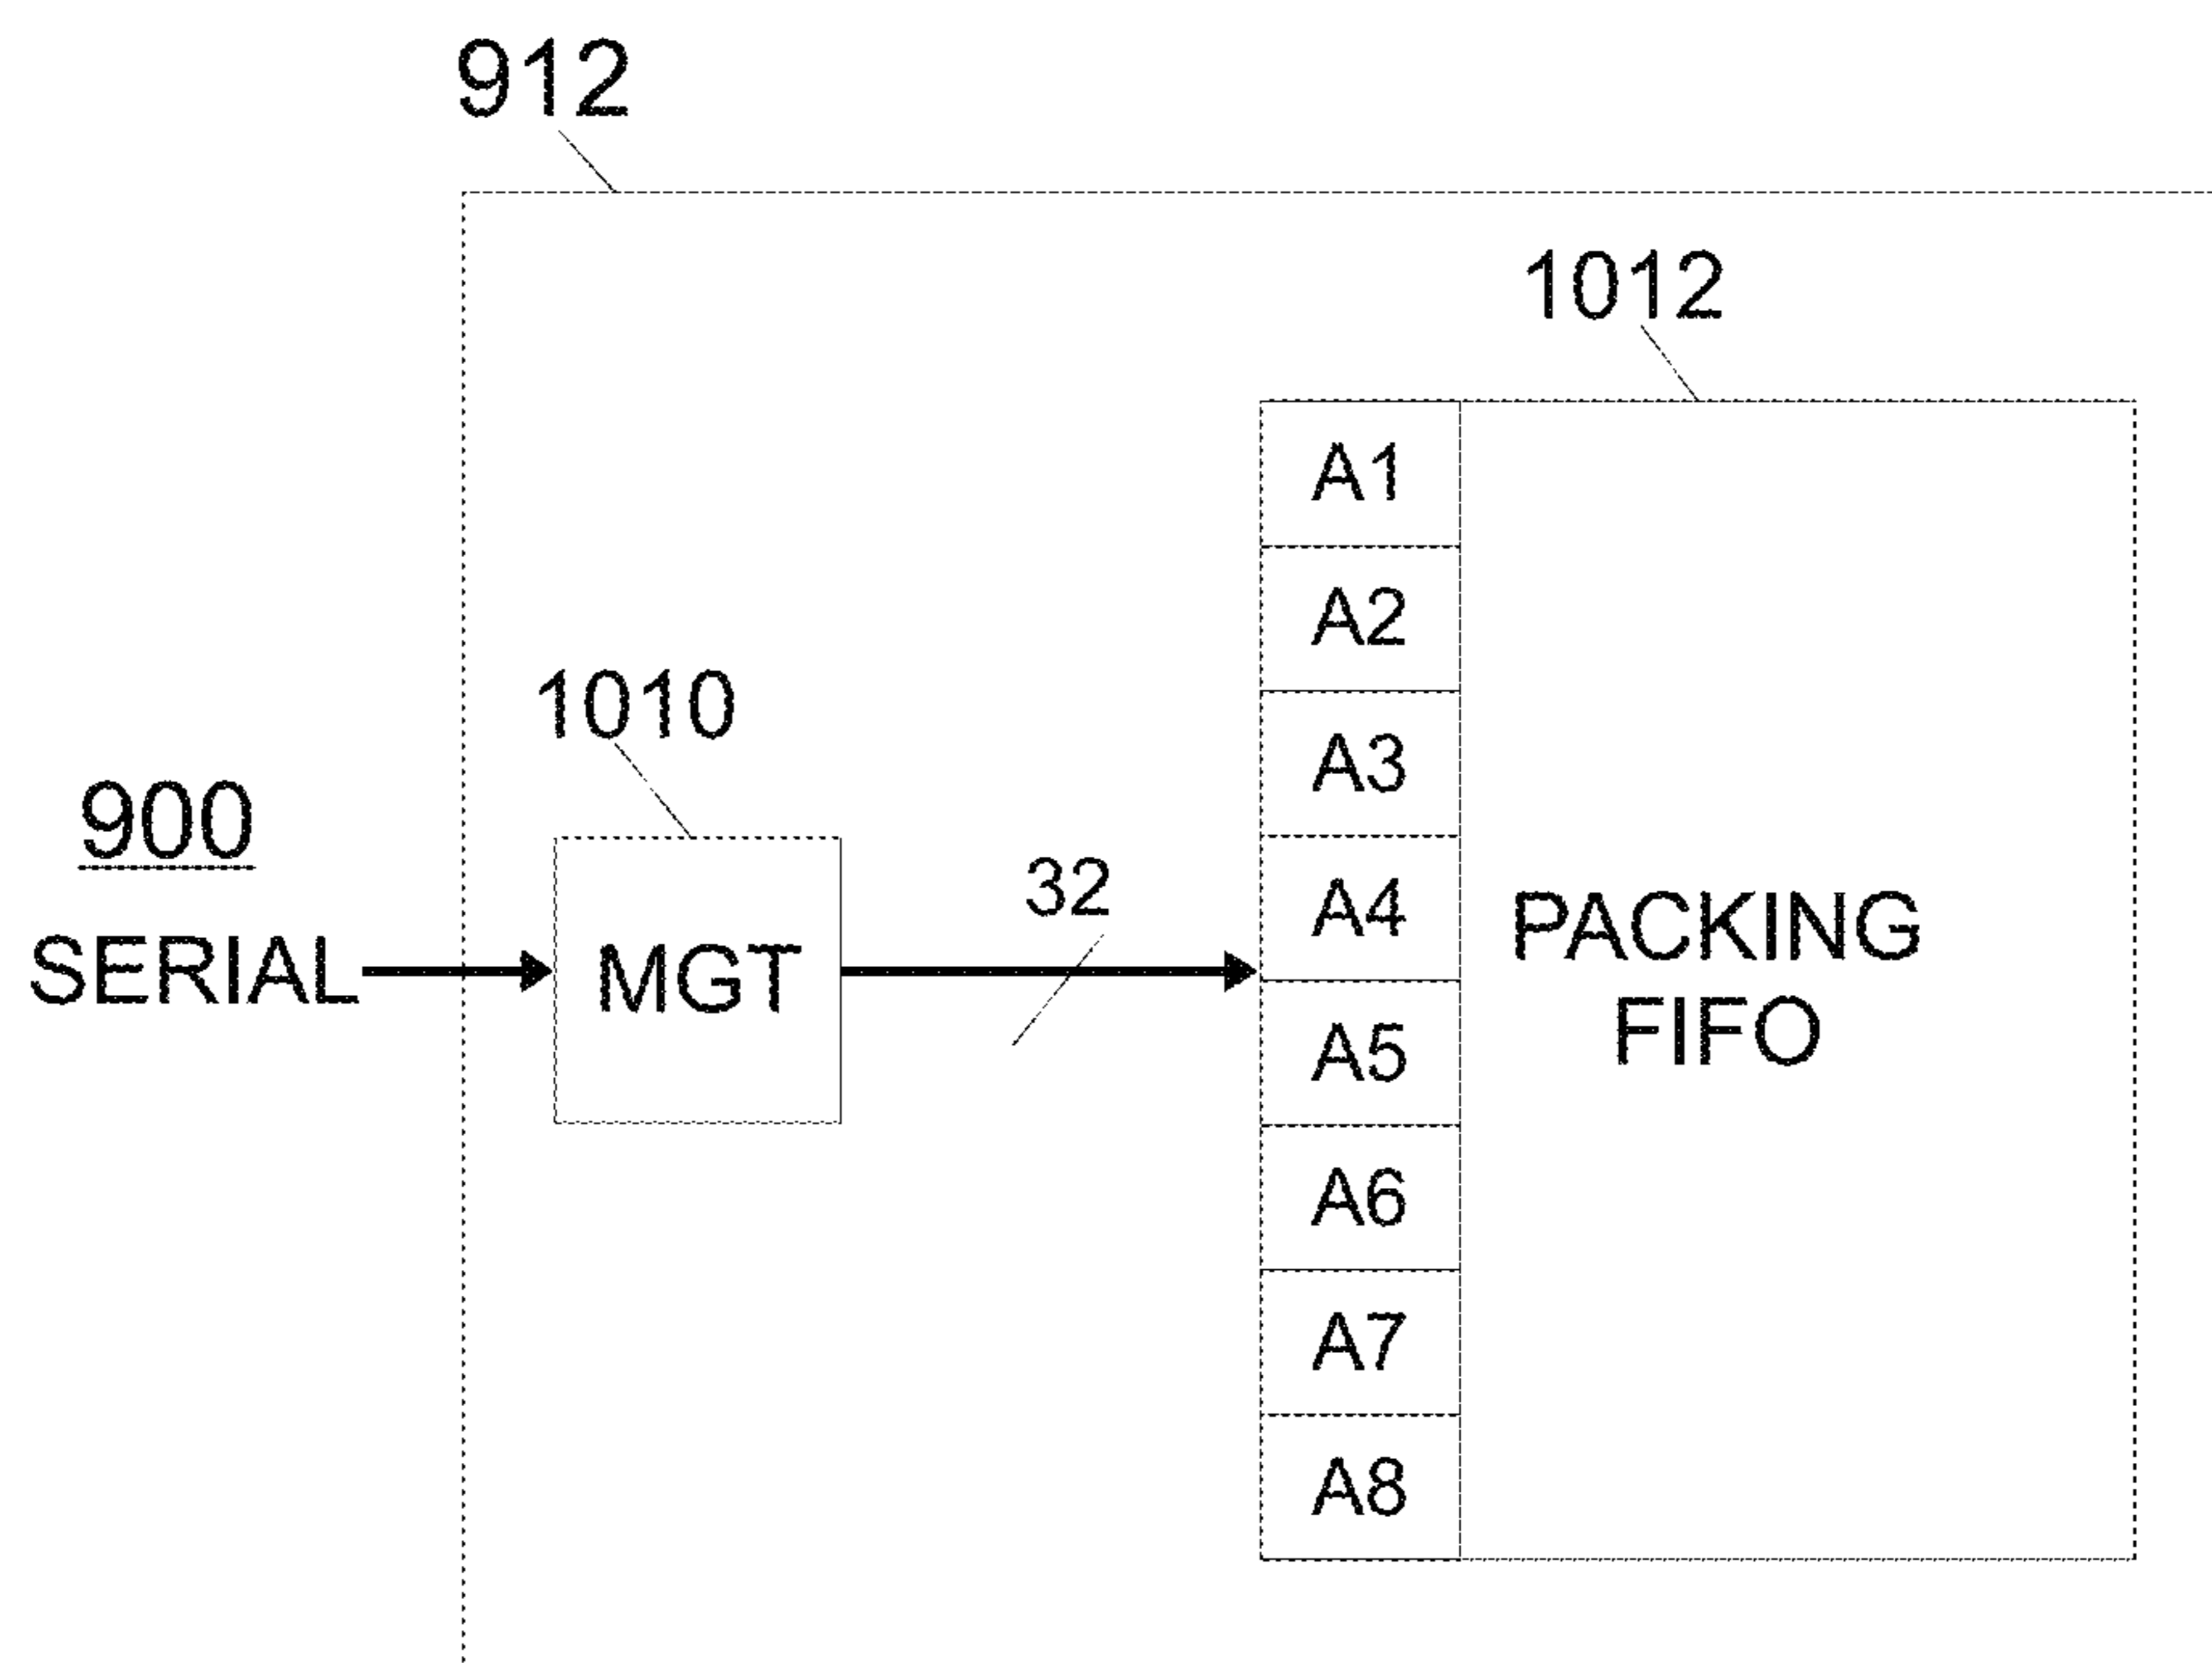 912
1012
A1
A2
1010
A3
900
32
A4
PACKING
SERIAL
MGT
FIFO
A5
A6
A7
A8